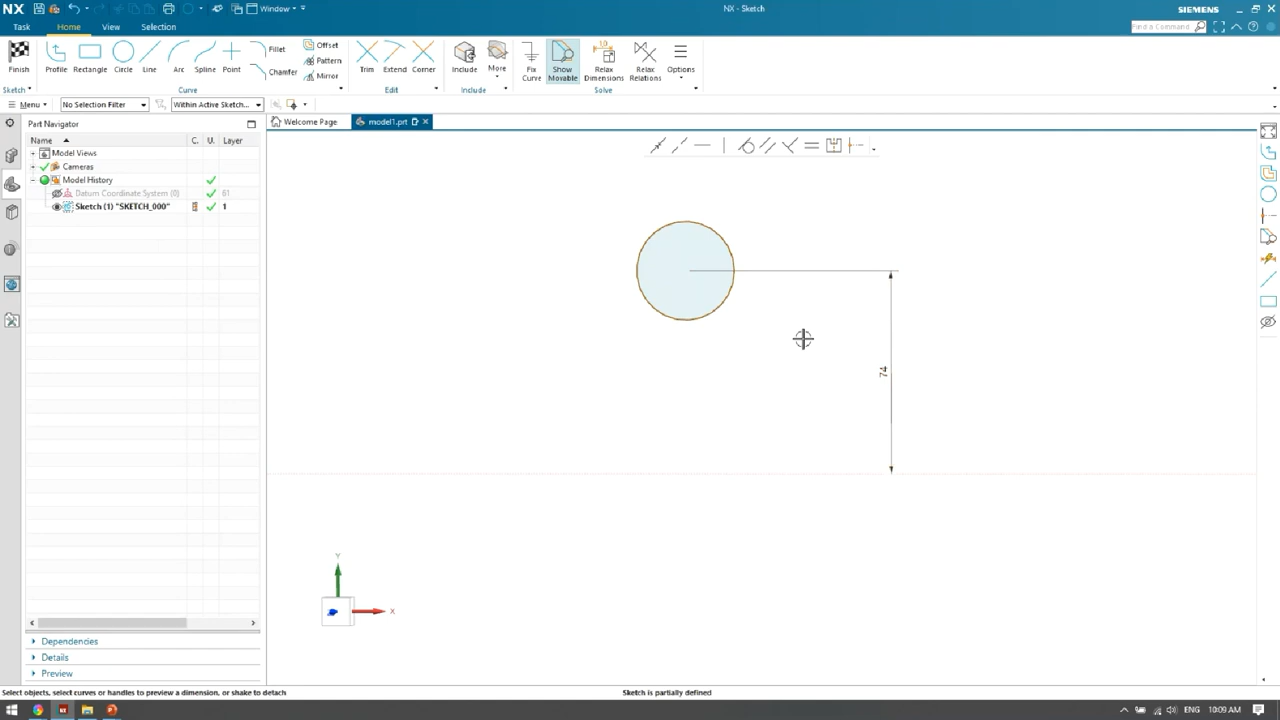 NX
Window
NX - Sketch
SIEMENS
Task
Home
View
Selection
Find a Command
Finish
Profile
Rectangle
Circle
Line
Arc
Spline
Point
Fillet
Chamfer
Offset
Pattern
Mirror
Trim
Extend
Corner
Include
More
Fix
Curve
Show
Movable
Relax
Dimensions
Relax
Relations
Options
Sketch
Curve
Edit
Include
Solve
Menu
No Selection Filter
Within Active Sketch...
Part Navigator
Welcome Page
model1.prt
Name
C.
U.
Layer
Model Views
Cameras
Model History
Datum Coordinate System (0)
61
Sketch (1) "SKETCH_000"
1
74
Y
X
Dependencies
Details
Preview
Select objects, select curves or handles to preview a dimension, or shake to detach
Sketch is partially defined
ENG
10:09 AM